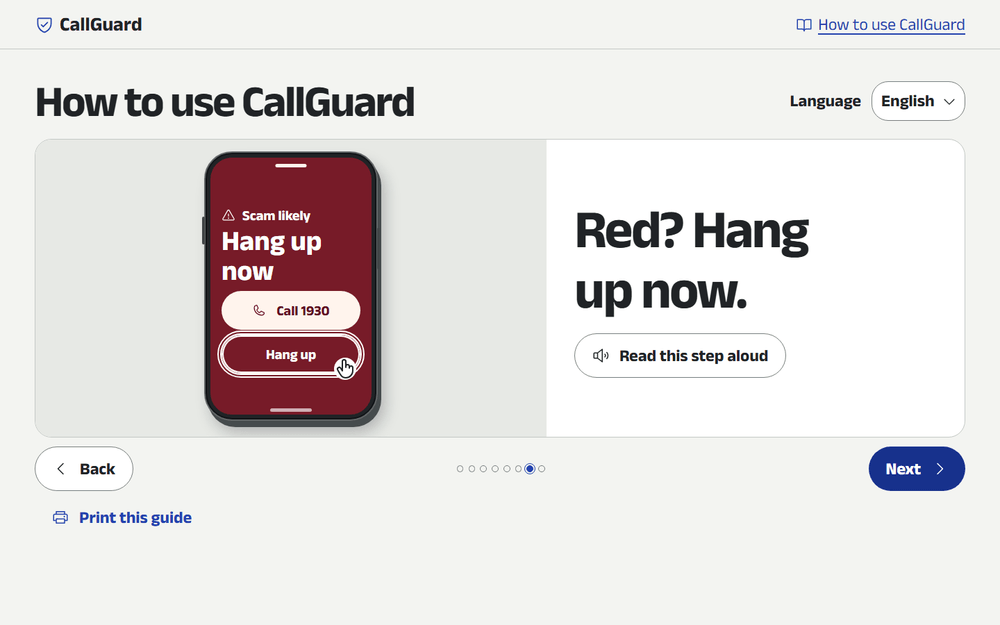 CallGuard
How to use CallGuard
How to use CallGuard
Language
English
Scam likely
Hang up
now
Call 1930
Hang up
Red? Hang
up now.
Read this step aloud
Back
Next
Print this guide